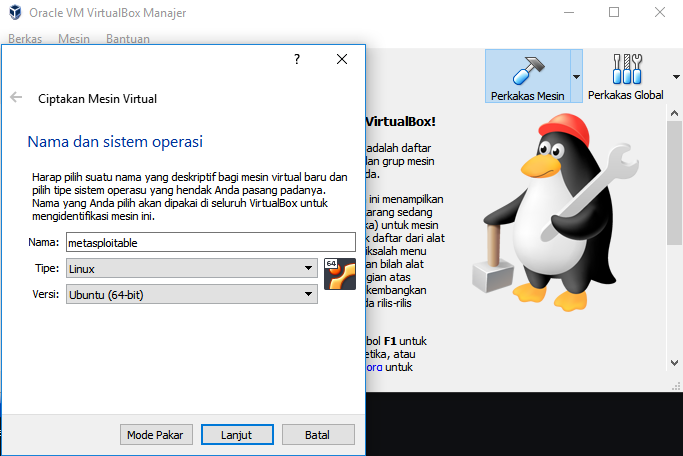 Oracle VM VirtualBox Manajer
Berkas Mesin Bantuan
?
Ciptakan Mesin Virtual
Nama dan sistem operasi
Harap pilih suatu nama yang deskriptif bagi mesin virtual baru dan
pilih tipe sistem operasu yang hendak Anda pasang padanya.
Nama yang Anda pilih akan dipakai di seluruh VirtualBox untuk
mengidentifikasi mesin ini.
Nama: metasploitable
Tipe: Linux
64
Versi: Ubuntu (64-bit)
Mode Pakar
Lanjut
Batal
Perkakas Mesin
Perkakas Global
VirtualBox!
adalah daftar
dan grup mesin
da.
ini menampilkan
karang sedang
ka) untuk mesin
k daftar dari alat
iksalah menu
an bilah alat
gian atas
kembangkan
da rilis-rilis
bol F1 untuk
etika, atau
org untuk